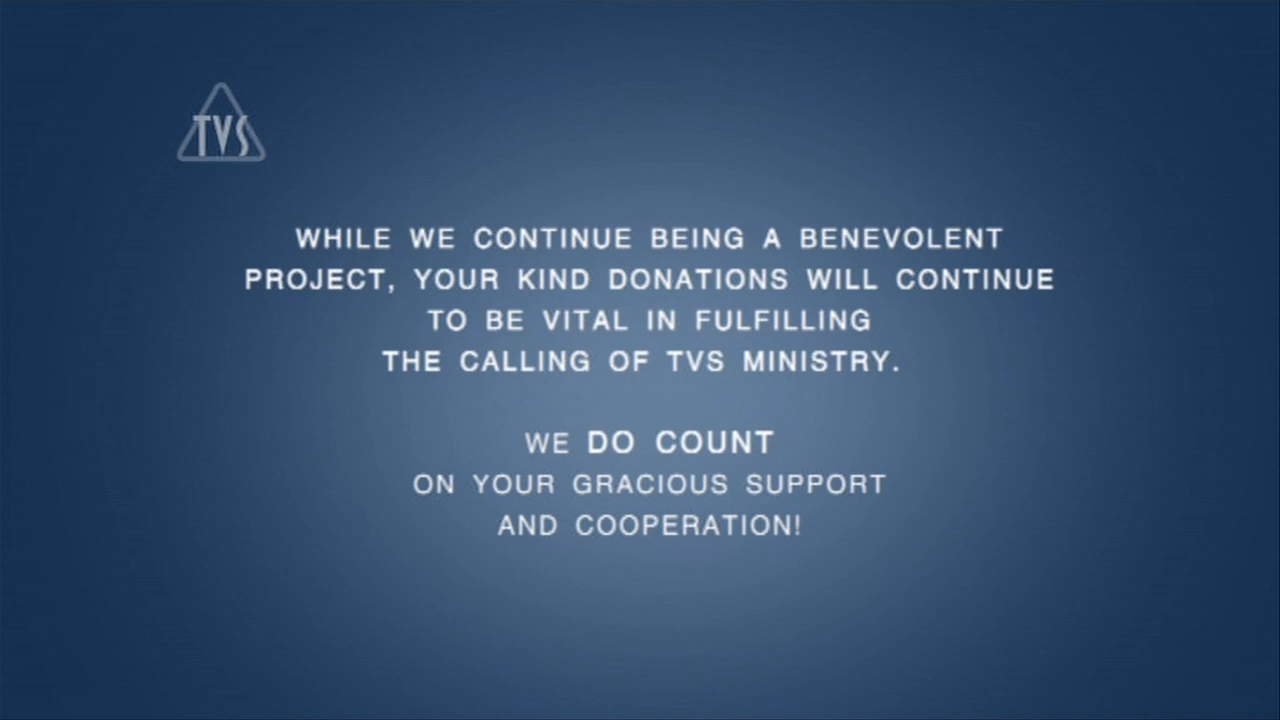 TVS
WHILE WE CONTINUE BEING A BENEVOLENT
PROJECT, YOUR KIND DONATIONS WILL CONTINUE
TO BE VITAL IN FULFILLING
THE CALLING OF TVS MINISTRY.
WE DO COUNT
ON YOUR GRACIOUS SUPPORT
AND COOPERATION!